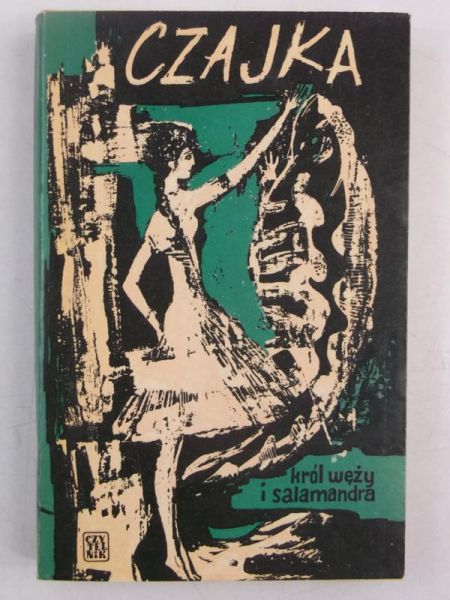 CZAJKA
król węży
i salamandra
CZY
TEL
NIK